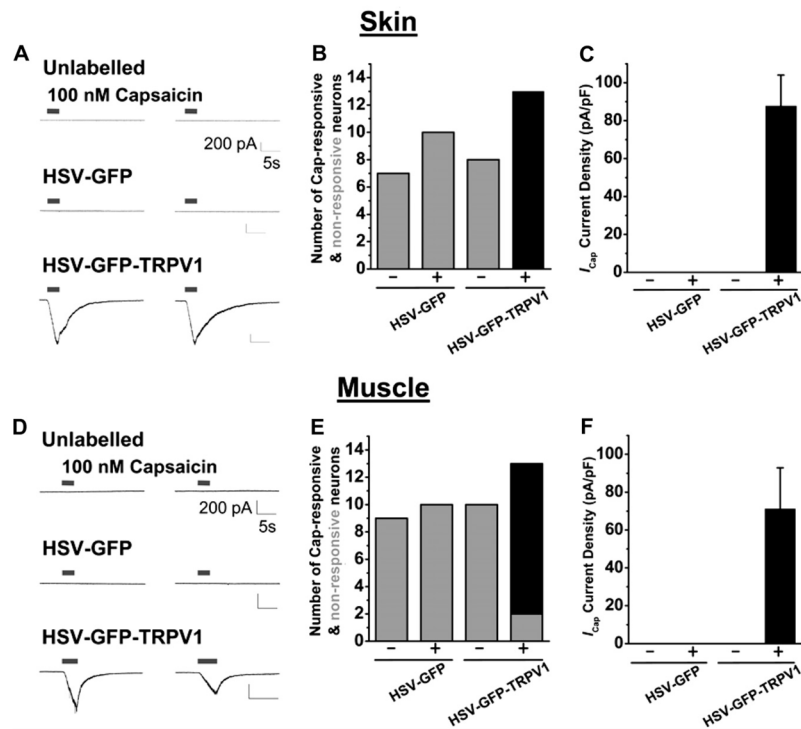 Skin
A
Unlabelled
100 nM Capsaicin
200 pA
5s
HSV-GFP
HSV-GFP-TRPV1
B
Number of Cap-responsive
& non-responsive neurons
14
12
10
8
6
4
2
0
– + – +
HSV-GFP
HSV-GFP-TRPV1
C
ICap Current Density (pA/pF)
100
80
60
40
20
0
– + – +
HSV-GFP
HSV-GFP-TRPV1
Muscle
D
Unlabelled
100 nM Capsaicin
200 pA
5s
HSV-GFP
HSV-GFP-TRPV1
E
Number of Cap-responsive
& non-responsive neurons
14
12
10
8
6
4
2
0
– + – +
HSV-GFP
HSV-GFP-TRPV1
F
ICap Current Density (pA/pF)
100
80
60
40
20
0
– + – +
HSV-GFP
HSV-GFP-TRPV1